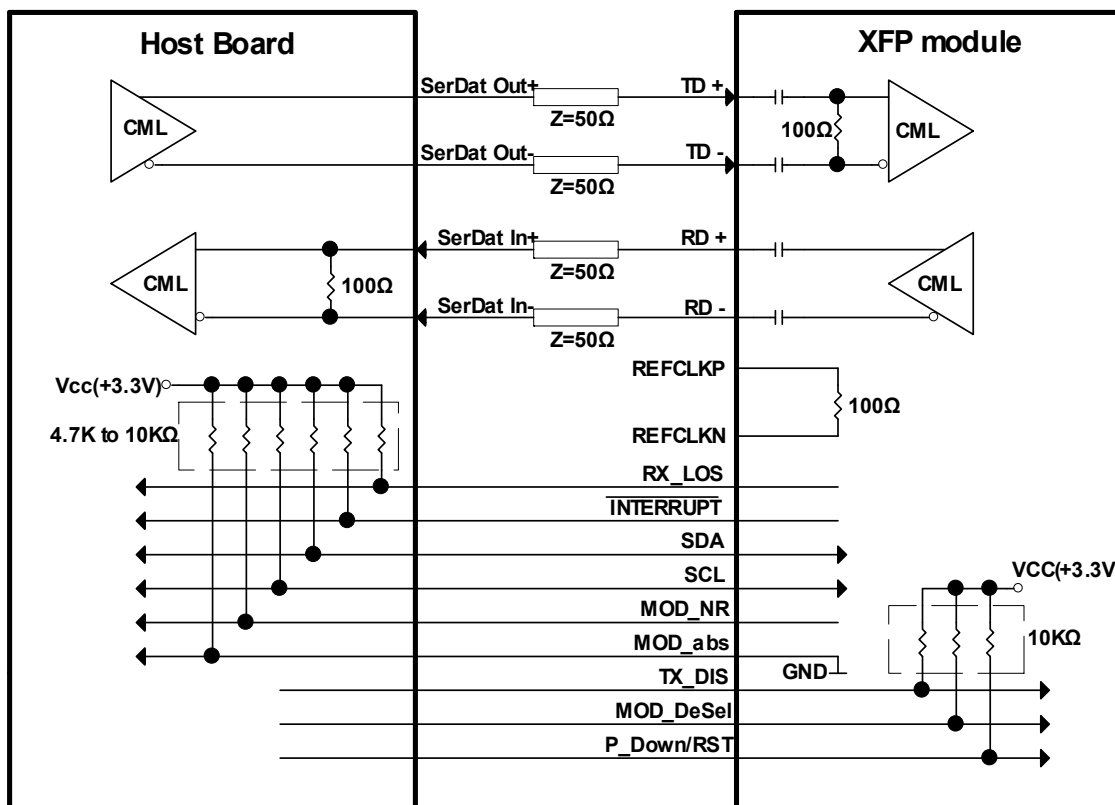 Host Board
XFP module
CML
SerDat Out+
Z=50Ω
TD +
100Ω
CML
SerDat Out-
Z=50Ω
TD -
CML
100Ω
SerDat In+
Z=50Ω
RD +
CML
SerDat In-
Z=50Ω
RD -
Vcc(+3.3V)
4.7K to 10KΩ
REFCLKP
100Ω
REFCLKN
RX_LOS
INTERRUPT
SDA
SCL
VCC(+3.3V
MOD_NR
10KΩ
MOD_abs
GND
TX_DIS
MOD_DeSel
P_Down/RST